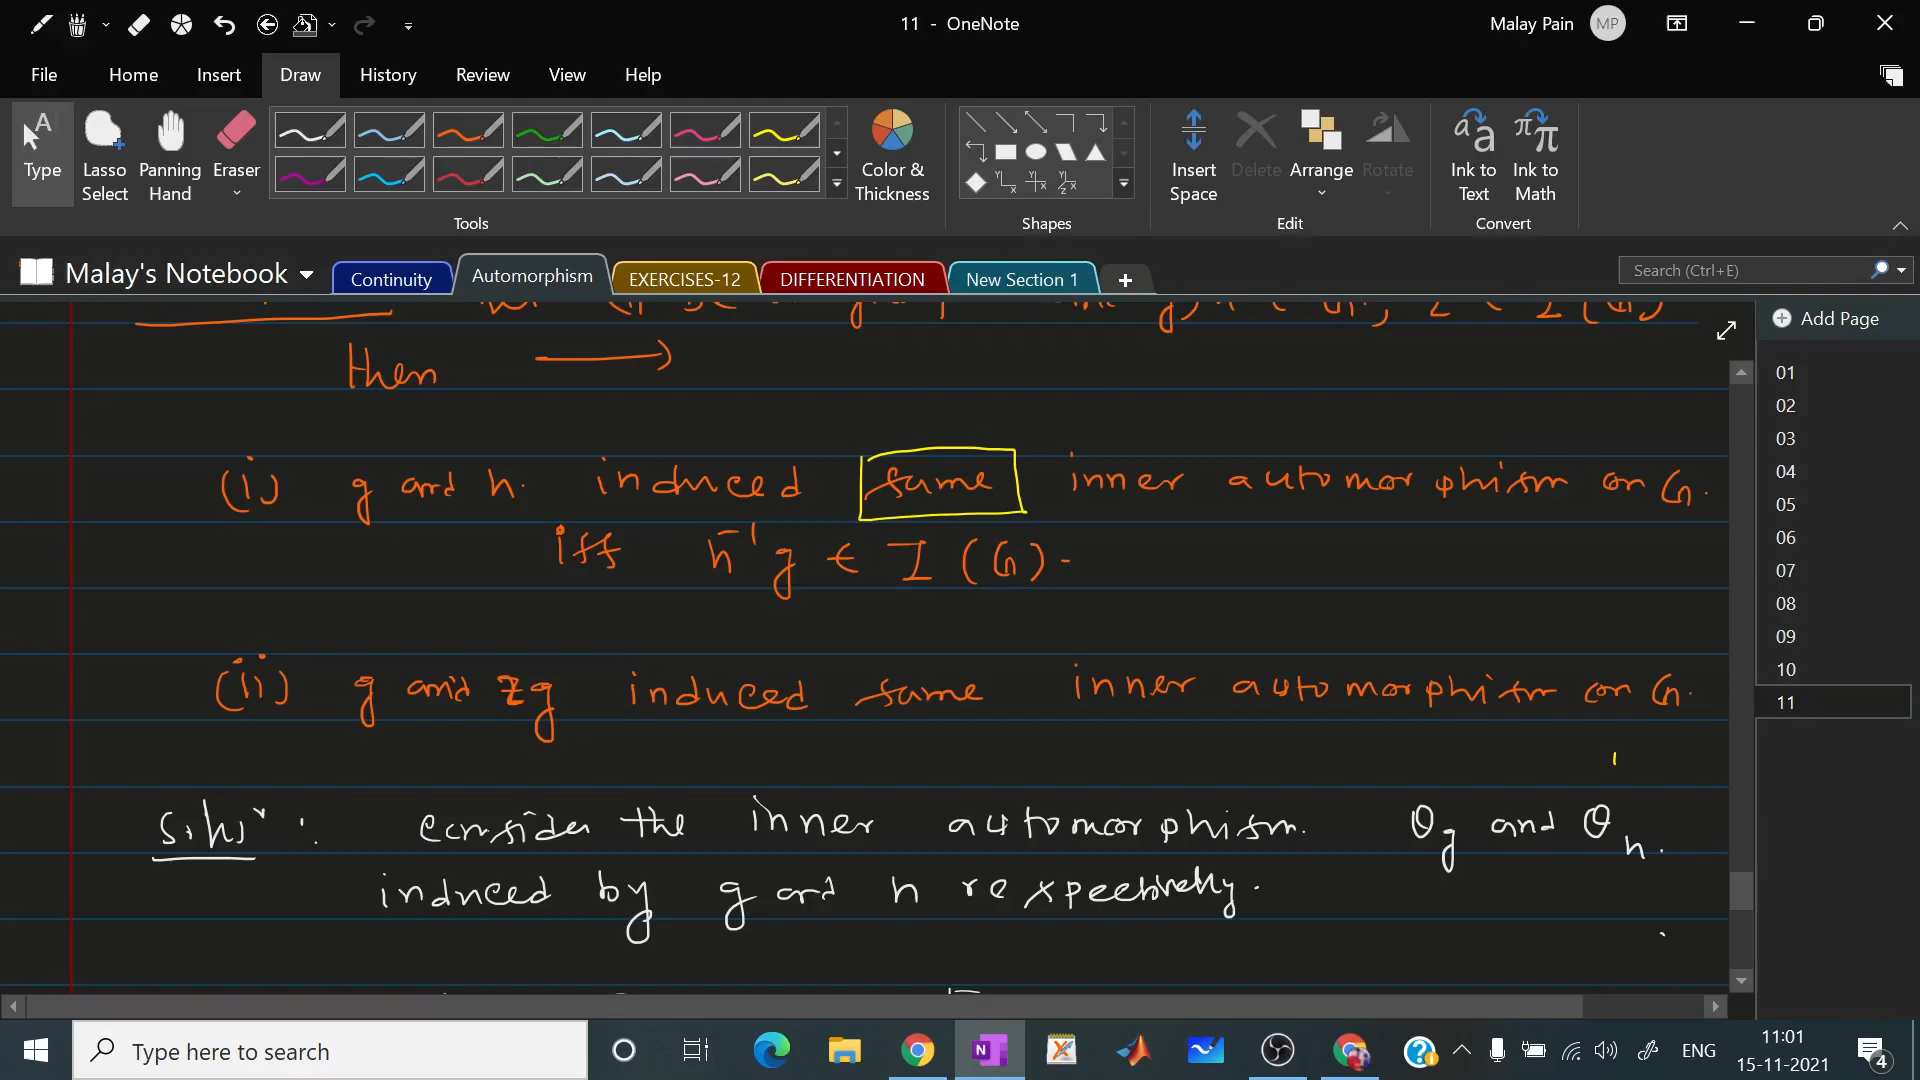 11 - OneNote
Malay Pain MP
File Home Insert Draw History Review View Help
Type
Lasso Select
Panning Hand
Eraser
Color & Thickness
Insert Space
Delete
Arrange
Rotate
Ink to Text
Ink to Math
Tools Shapes Edit Convert
Malay's Notebook Continuity Automorphism EXERCISES-12 DIFFERENTIATION New Section 1 +
Search (Ctrl+E)
Add Page
01
02
03
04
05
06
07
08
09
10
11
then ⟶
(i) g and h induced same inner automorphism on G.
iff h⁻¹g ∈ Z(G).
(ii) g and zg induced same inner automorphism on G.
Soln : consider the inner automorphism. θg and θh.
induced by g and h respectively.
Type here to search
ENG
11:01
15-11-2021
4